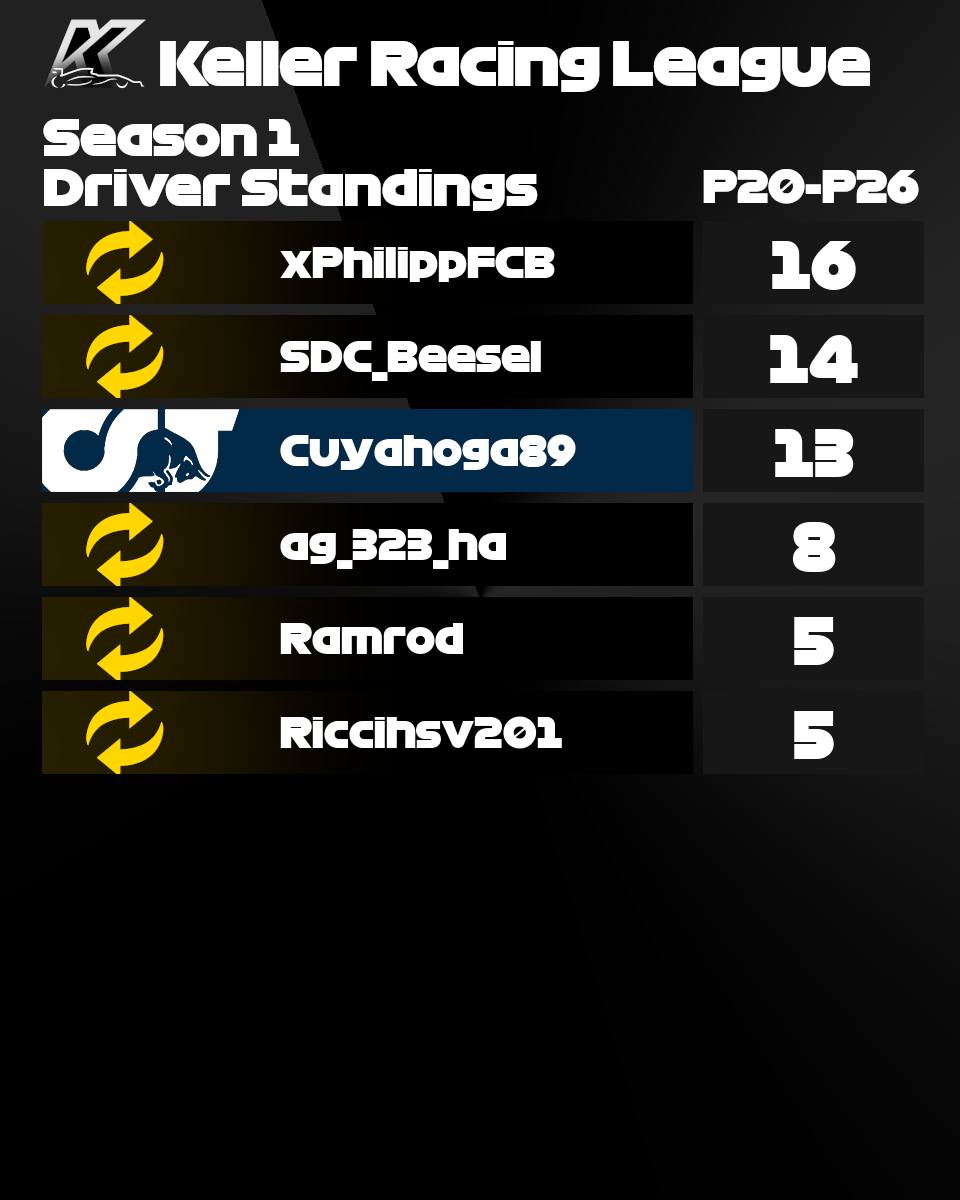 Keller Racing League
Season 1
Driver Standings P20-P26
xPhilippFCB 16
SDC_Beesel 14
Cuyahoga89 13
ag_323_ha 8
Ramrod 5
Riccihsv201 5